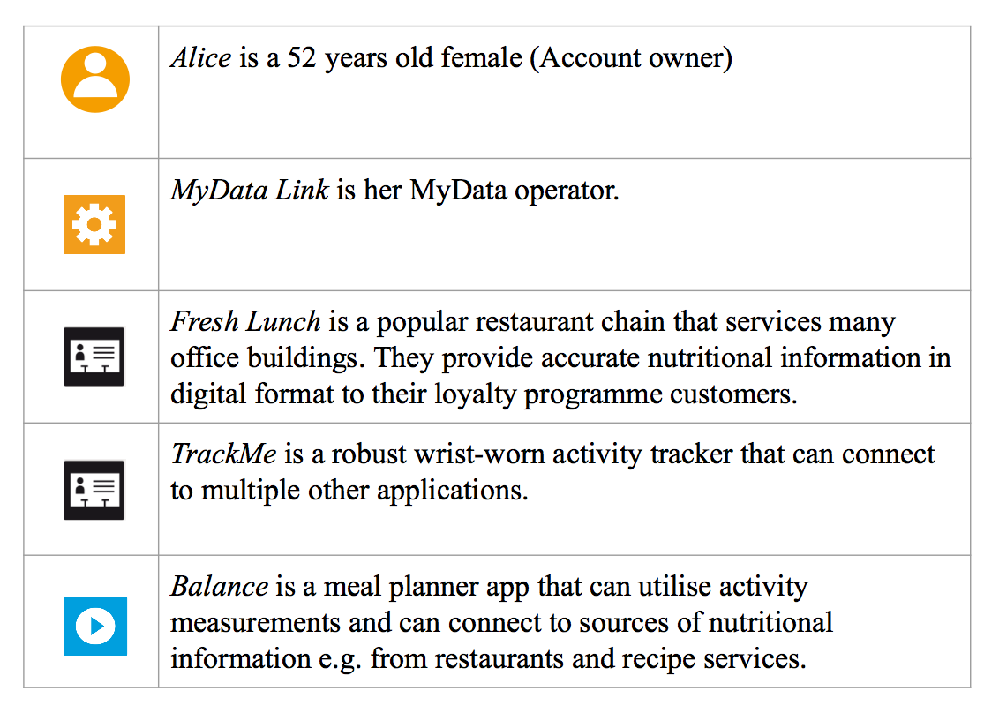 Alice is a 52 years old female (Account owner)
MyData Link is her MyData operator.
Fresh Lunch is a popular restaurant chain that services many
office buildings. They provide accurate nutritional information in
digital format to their loyalty programme customers.
TrackMe is a robust wrist-worn activity tracker that can connect
to multiple other applications.
Balance is a meal planner app that can utilise activity
measurements and can connect to sources of nutritional
information e.g. from restaurants and recipe services.